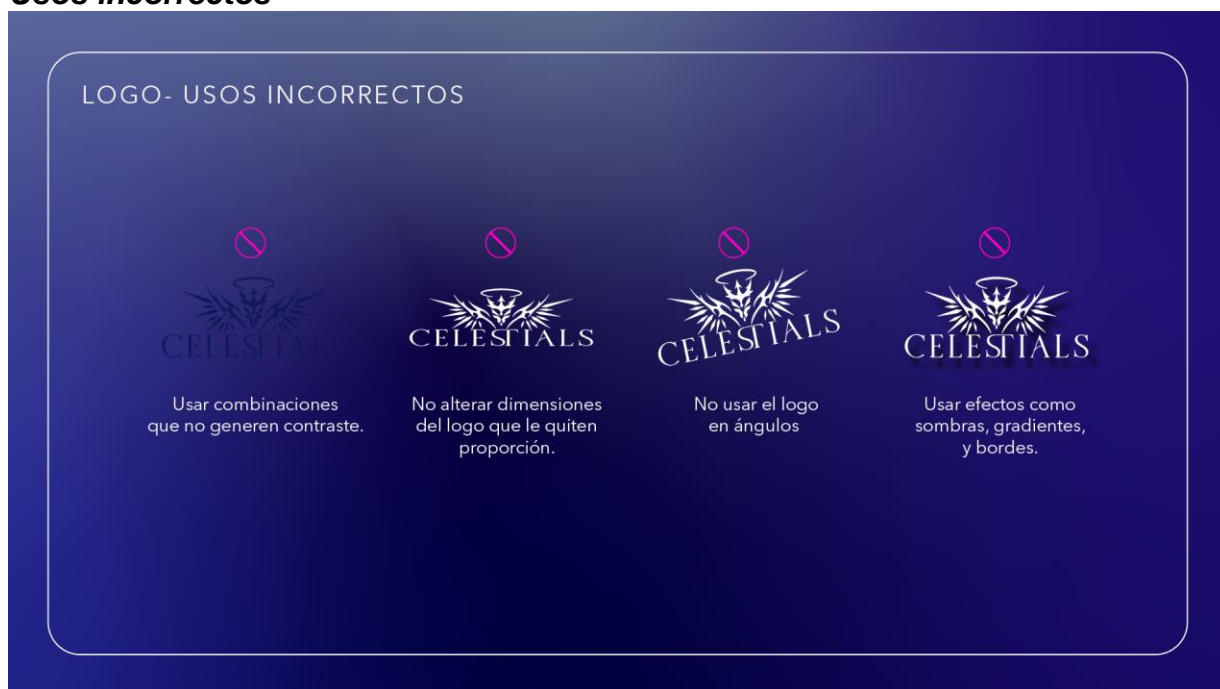 Usos incorrectos
LOGO- USOS INCORRECTOS
CELESTIALS
CELESTIALS
CELESTIALS
CELESTIALS
Usar combinaciones
que no generen contraste.
No alterar dimensiones
del logo que le quiten
proporción.
No usar el logo
en ángulos
Usar efectos como
sombras, gradientes,
y bordes.